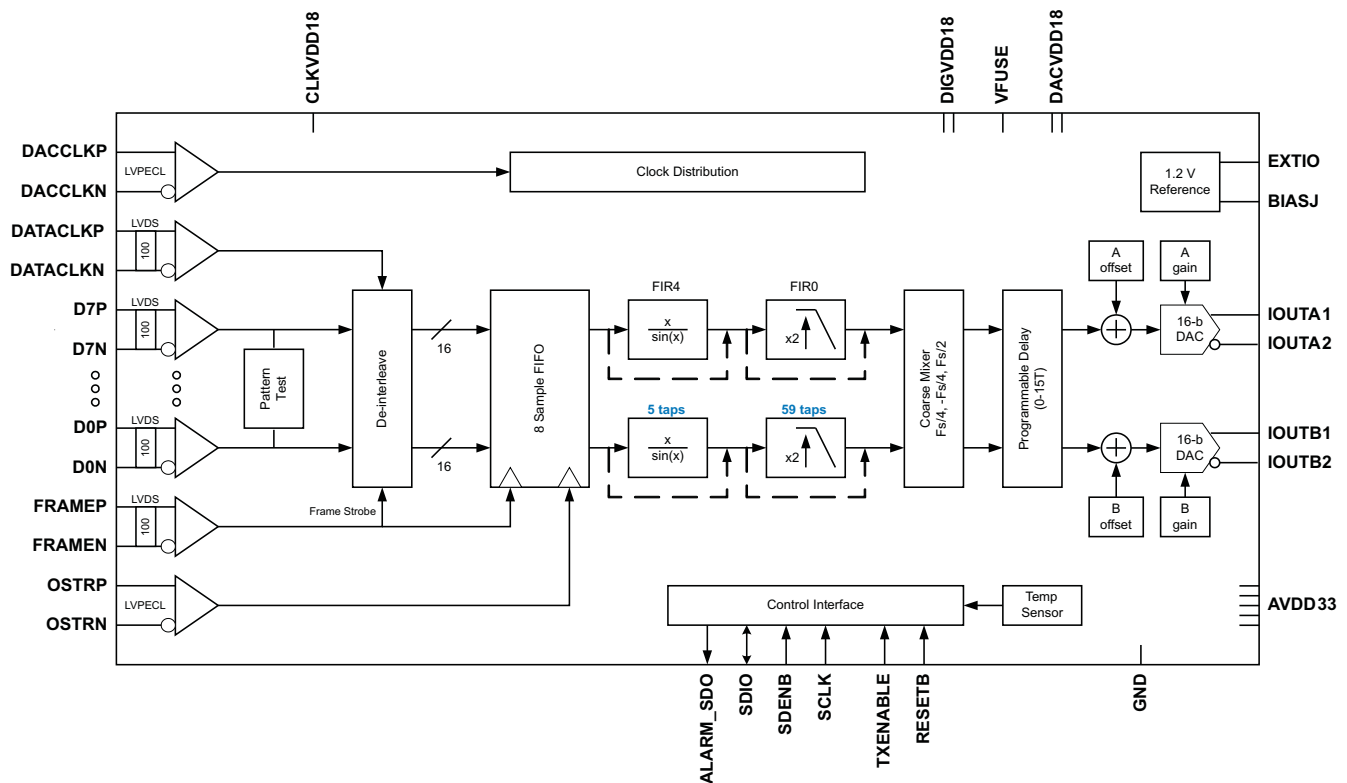 CLKVDD18
DIGVDD18
VFUSE
DACVDD18
DACCLKP
LVPECL
DACCLKN
Clock Distribution
1.2 V
Reference
EXTIO
BIASJ
DATACLKP
LVDS
100
DATACLKN
D7P
LVDS
100
D7N
Pattern
Test
D0P
LVDS
100
D0N
De-interleave
16
16
8 Sample FIFO
FIR4
x
sin(x)
FIR0
x2
5 taps
x
sin(x)
59 taps
x2
Coarse Mixer
Fs/4, -Fs/4, Fs/2
Programmable Delay
(0-15T)
A
offset
A
gain
16-b
DAC
IOUTA1
IOUTA2
16-b
DAC
IOUTB1
IOUTB2
B
offset
B
gain
FRAMEP
LVDS
100
FRAMEN
Frame Strobe
OSTRP
LVPECL
OSTRN
Control Interface
Temp
Sensor
AVDD33
ALARM_SDO
SDIO
SDENB
SCLK
TXENABLE
RESETB
GND